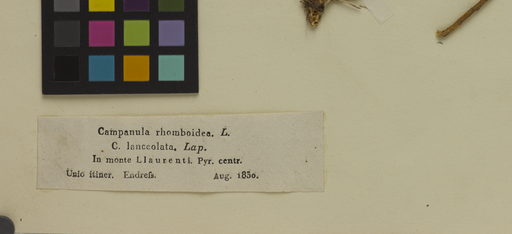 Campanula rhomboidea. L.
C. lanceolata. Lap.
In monte Llaurenti. Pyr. centr.
Unio itiner. Endreſs. Aug. 1830.